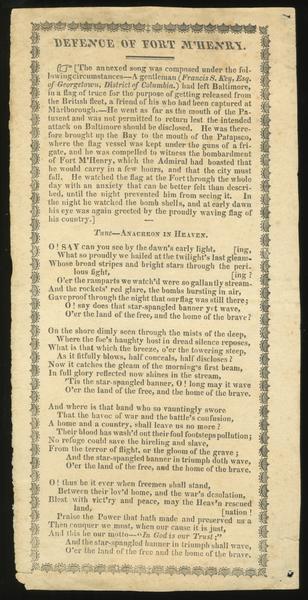 DEFENCE OF FORT M'HENRY.
[The annexed song was composed under the fol-
lowing circumstances—A gentleman (Francis S. Key, Esq.
of Georgetown, District of Columbia,) had left Baltimore,
in a flag of truce for the purpose of getting released from
the British fleet, a friend of his who had been captured at
Marlborough.—He went as far as the mouth of the Pa-
tuxent and was not permitted to return lest the intended
attack on Baltimore should be disclosed. He was there-
fore brought up the Bay to the mouth of the Patapsco,
where the flag vessel was kept under the guns of a fri-
gate, and he was compelled to witness the bombardment
of Fort M'Henry, which the Admiral had boasted that
he would carry in a few hours, and that the city must
fall. He watched the flag at the Fort through the whole
day with an anxiety that can be better felt than descri-
bed, until the night prevented him from seeing it. In
the night he watched the bomb shells, and at early dawn
his eye was again greeted by the proudly waving flag of
his country.]
Tune—ANACREON IN HEAVEN.
O! SAY can you see by the dawn's early light, [ing,
What so proudly we hailed at the twilight's last gleam-
Whose broad stripes and bright stars through the peri-
lous fight, [ing?
O'er the ramparts we watch'd were so gallantly stream-
And the rockets' red glare, the bombs bursting in air,
Gave proof through the night that our flag was still there;
O! say does that star-spangled banner yet wave,
O'er the land of the free, and the home of the brave?
On the shore dimly seen through the mists of the deep,
Where the foe's haughty host in dread silence reposes,
What is that which the breeze, o'er the towering steep,
As it fitfully blows, half conceals, half discloses?
Now it catches the gleam of the morning's first beam,
In full glory reflected now shines in the stream,
'Tis the star-spangled banner, O! long may it wave
O'er the land of the free, and the home of the brave.
And where is that band who so vauntingly swore
That the havoc of war and the battle's confusion,
A home and a country, shall leave us no more?
Their blood has wash'd out their foul footsteps pollution;
No refuge could save the hireling and slave,
From the terror of flight, or the gloom of the grave;
And the star-spangled banner in triumph doth wave,
O'er the land of the free, and the home of the brave.
O! thus be it ever when freemen shall stand,
Between their lov'd home, and the war's desolation,
Blest with vict'ry and peace, may the Heav'n rescued
land, [nation!
Praise the Power that hath made and preserved us a
Then conquer we must, when our cause it is just,
And this be our motto—"In God is our Trust;"
And the star-spangled banner in triumph shall wave,
O'er the land of the free and the home of the brave.